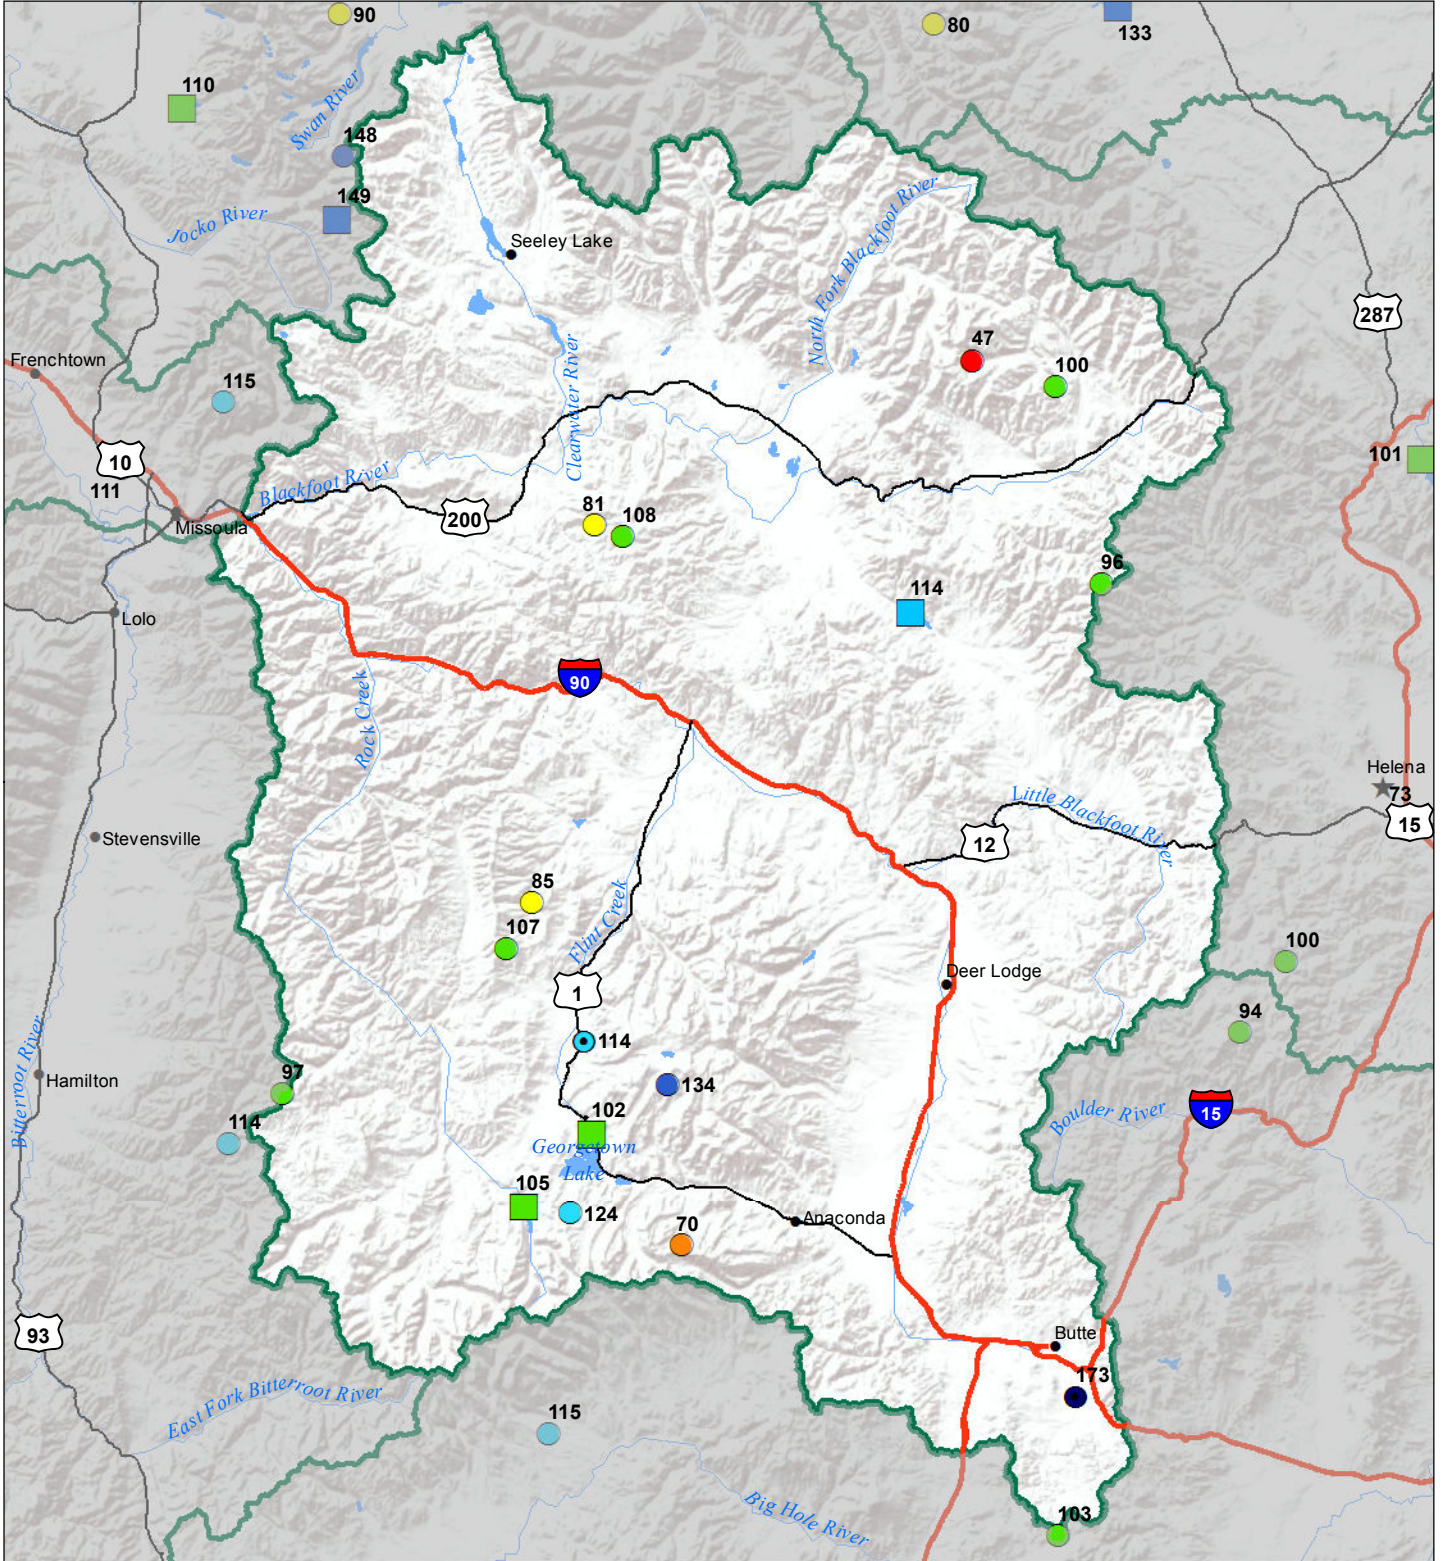 90
80
133
110
Swan River
148
149
Jocko River
North Fork Blackfoot River
Seeley Lake
287
47
100
Frenchtown
115
Clearwater River
10
111
101
Blackfoot River
200
81
108
Missoula
96
114
Lolo
90
Rock Creek
Helena
73
15
Little Blackfoot River
12
Stevensville
85
107
Flint Creek
100
Deer Lodge
1
94
114
Bitterroot River
Hamilton
97
134
15
Boulder River
102
114
Georgetown
Lake
105
124
70
Anaconda
93
Butte
173
East Fork Bitterroot River
115
Big Hole River
103